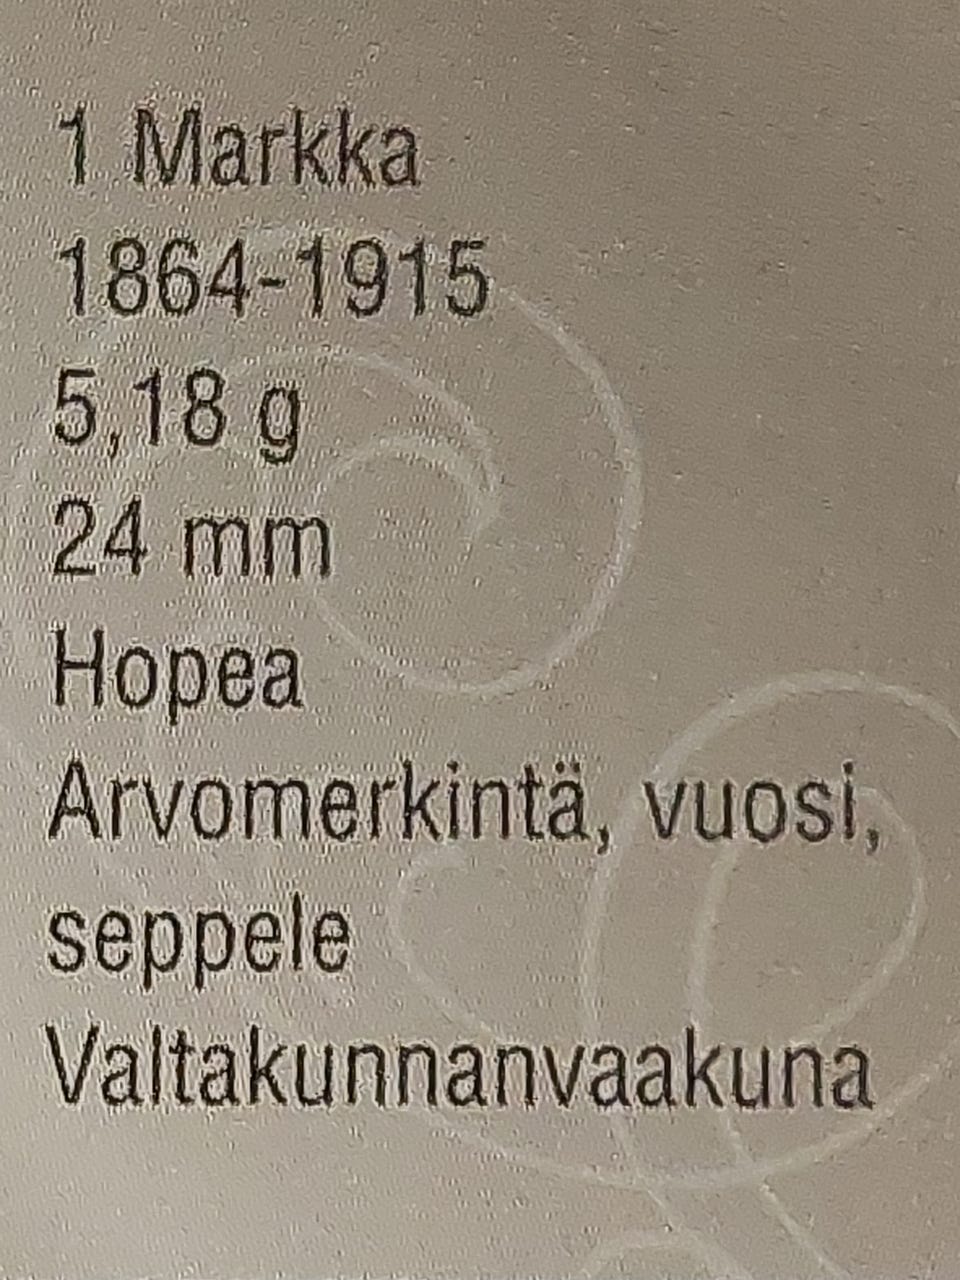 1 Markka
1864-1915
5,18 g
24 mm
Hopea
Arvomerkintä, vuosi,
seppele
Valtakunnanvaakuna